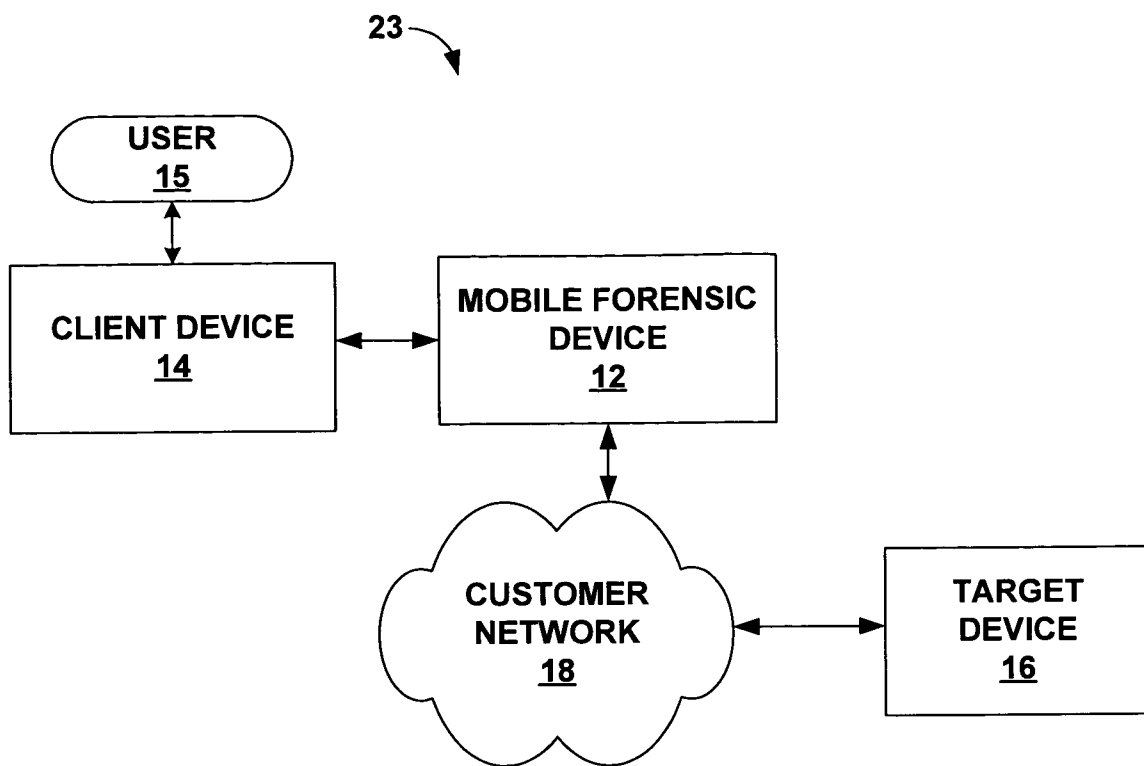 23
USER
15
CLIENT DEVICE
14
MOBILE FORENSIC
DEVICE
12
CUSTOMER
NETWORK
18
TARGET
DEVICE
16